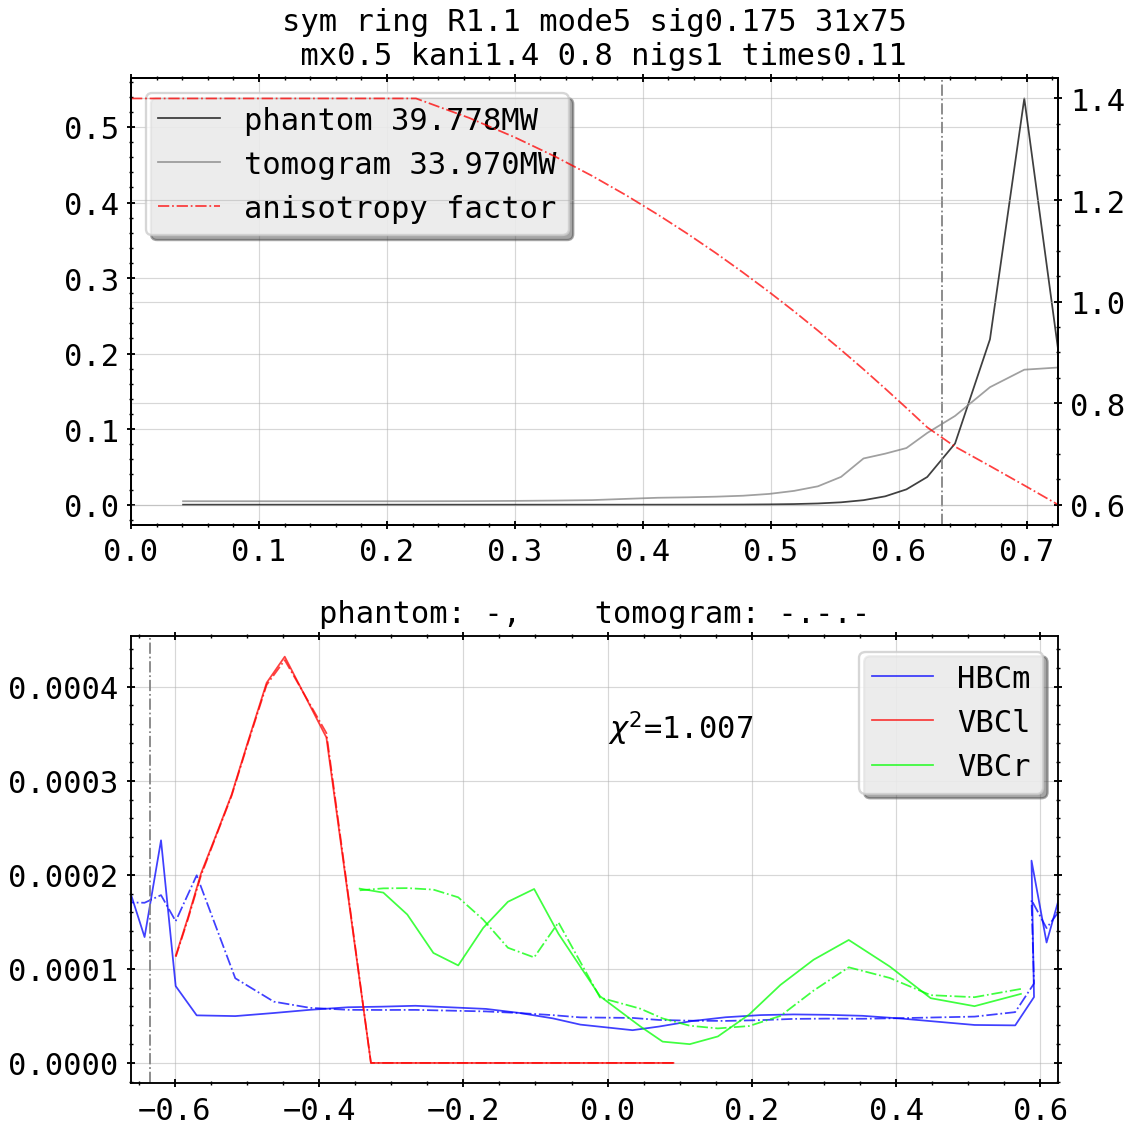 sym ring R1.1 mode5 sig0.175 31x75
mx0.5 kani1.4 0.8 nigs1 times0.11
phantom 39.778MW
tomogram 33.970MW
anisotropy factor
0.5
0.4
0.3
0.2
0.1
0.0
1.4
1.2
1.0
0.8
0.6
0.0 0.1 0.2 0.3 0.4 0.5 0.6 0.7
phantom: -, tomogram: -.-.-
HBCm
VBCl
VBCr
χ²=1.007
0.0004
0.0003
0.0002
0.0001
0.0000
−0.6 −0.4 −0.2 0.0 0.2 0.4 0.6